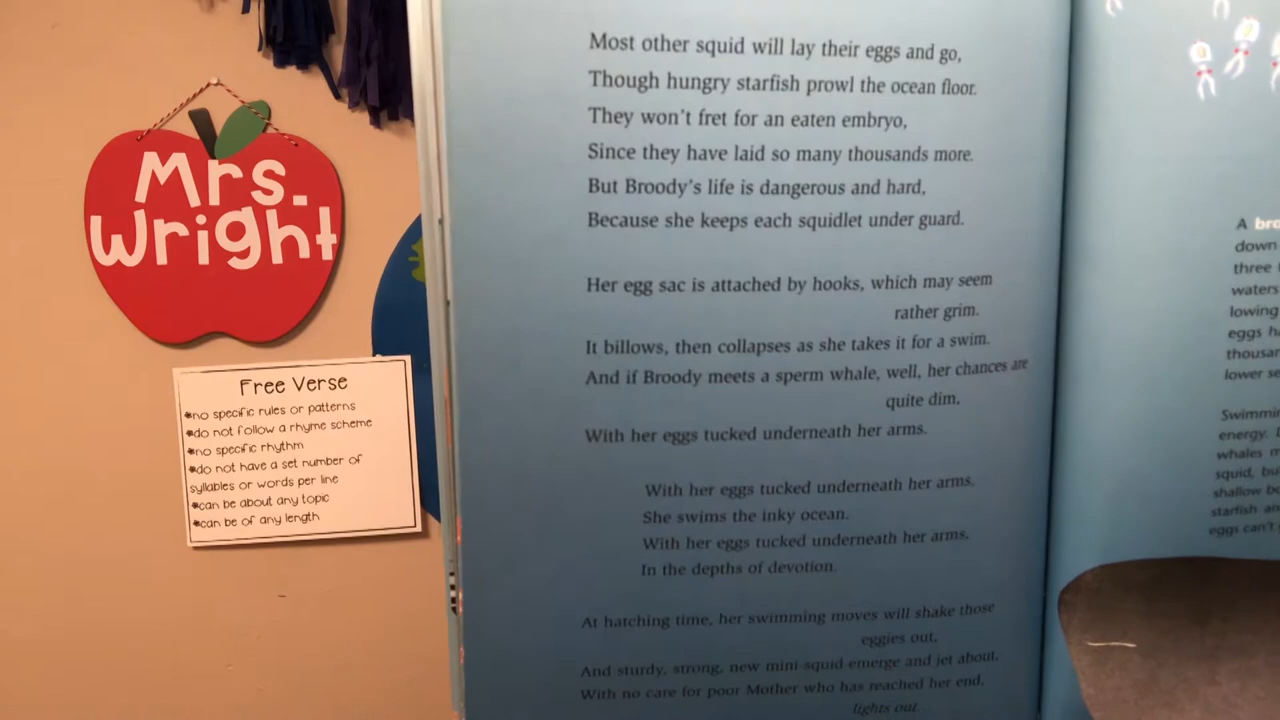 Mrs.
Wright
Free Verse
*no specific rules or patterns
*do not follow a rhyme scheme
*no specific rhythm
*do not have a set number of
syllables or words per line
*can be about any topic
*can be of any length
Most other squid will lay their eggs and go,
Though hungry starfish prowl the ocean floor.
They won't fret for an eaten embryo,
Since they have laid so many thousands more.
But Broody's life is dangerous and hard,
Because she keeps each squidlet under guard.
Her egg sac is attached by hooks, which may seem
rather grim.
It billows, then collapses as she takes it for a swim.
And if Broody meets a sperm whale, well, her chances are
quite dim,
With her eggs tucked underneath her arms.
With her eggs tucked underneath her arms,
She swims the inky ocean.
With her eggs tucked underneath her arms,
In the depths of devotion.
At hatching time, her swimming moves will shake those
eggies out,
And sturdy, strong, new mini-squid emerge and jet about,
With no care for poor Mother who has reached her end,
lights out.
A
down
three
waters
lowing
eggs
lower
energy.
whales
squid,
shallow
starfish
eggs can't